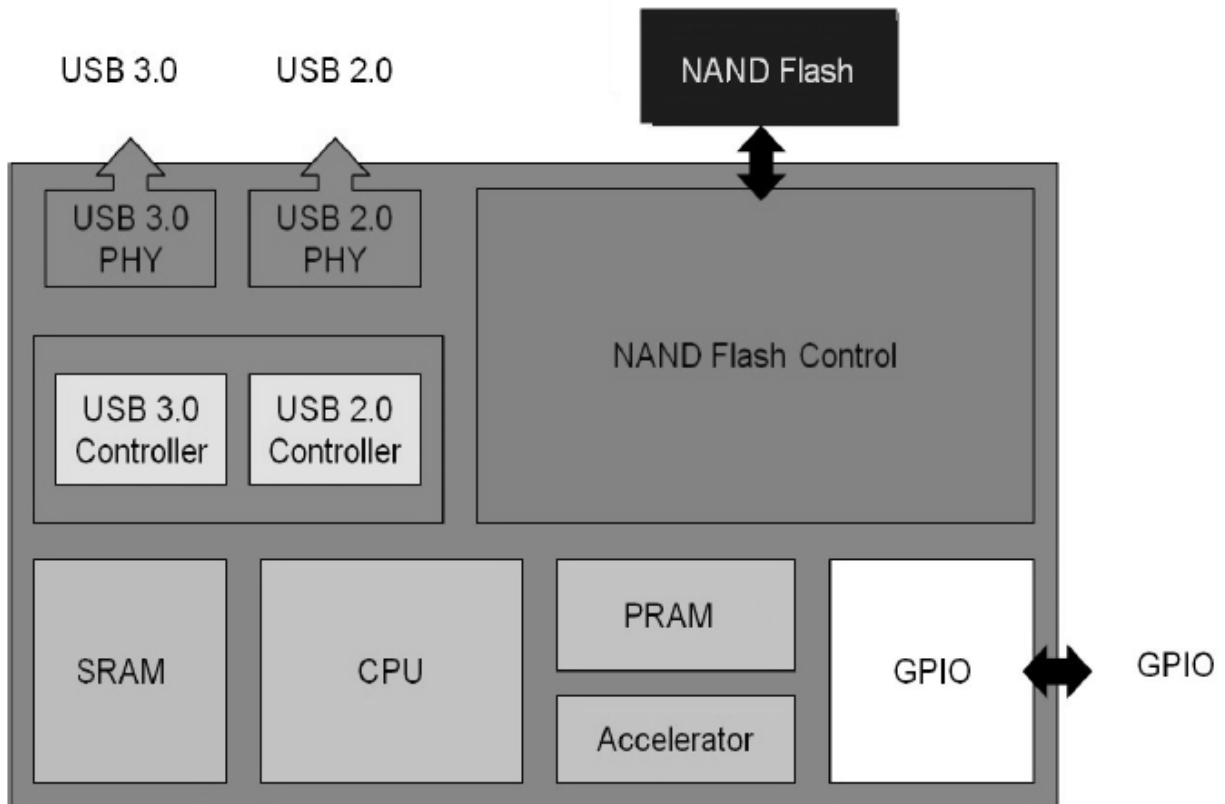 USB 3.0
USB 2.0
NAND Flash
USB 3.0
PHY
USB 2.0
PHY
NAND Flash Control
USB 3.0
Controller
USB 2.0
Controller
SRAM
CPU
PRAM
Accelerator
GPIO
GPIO